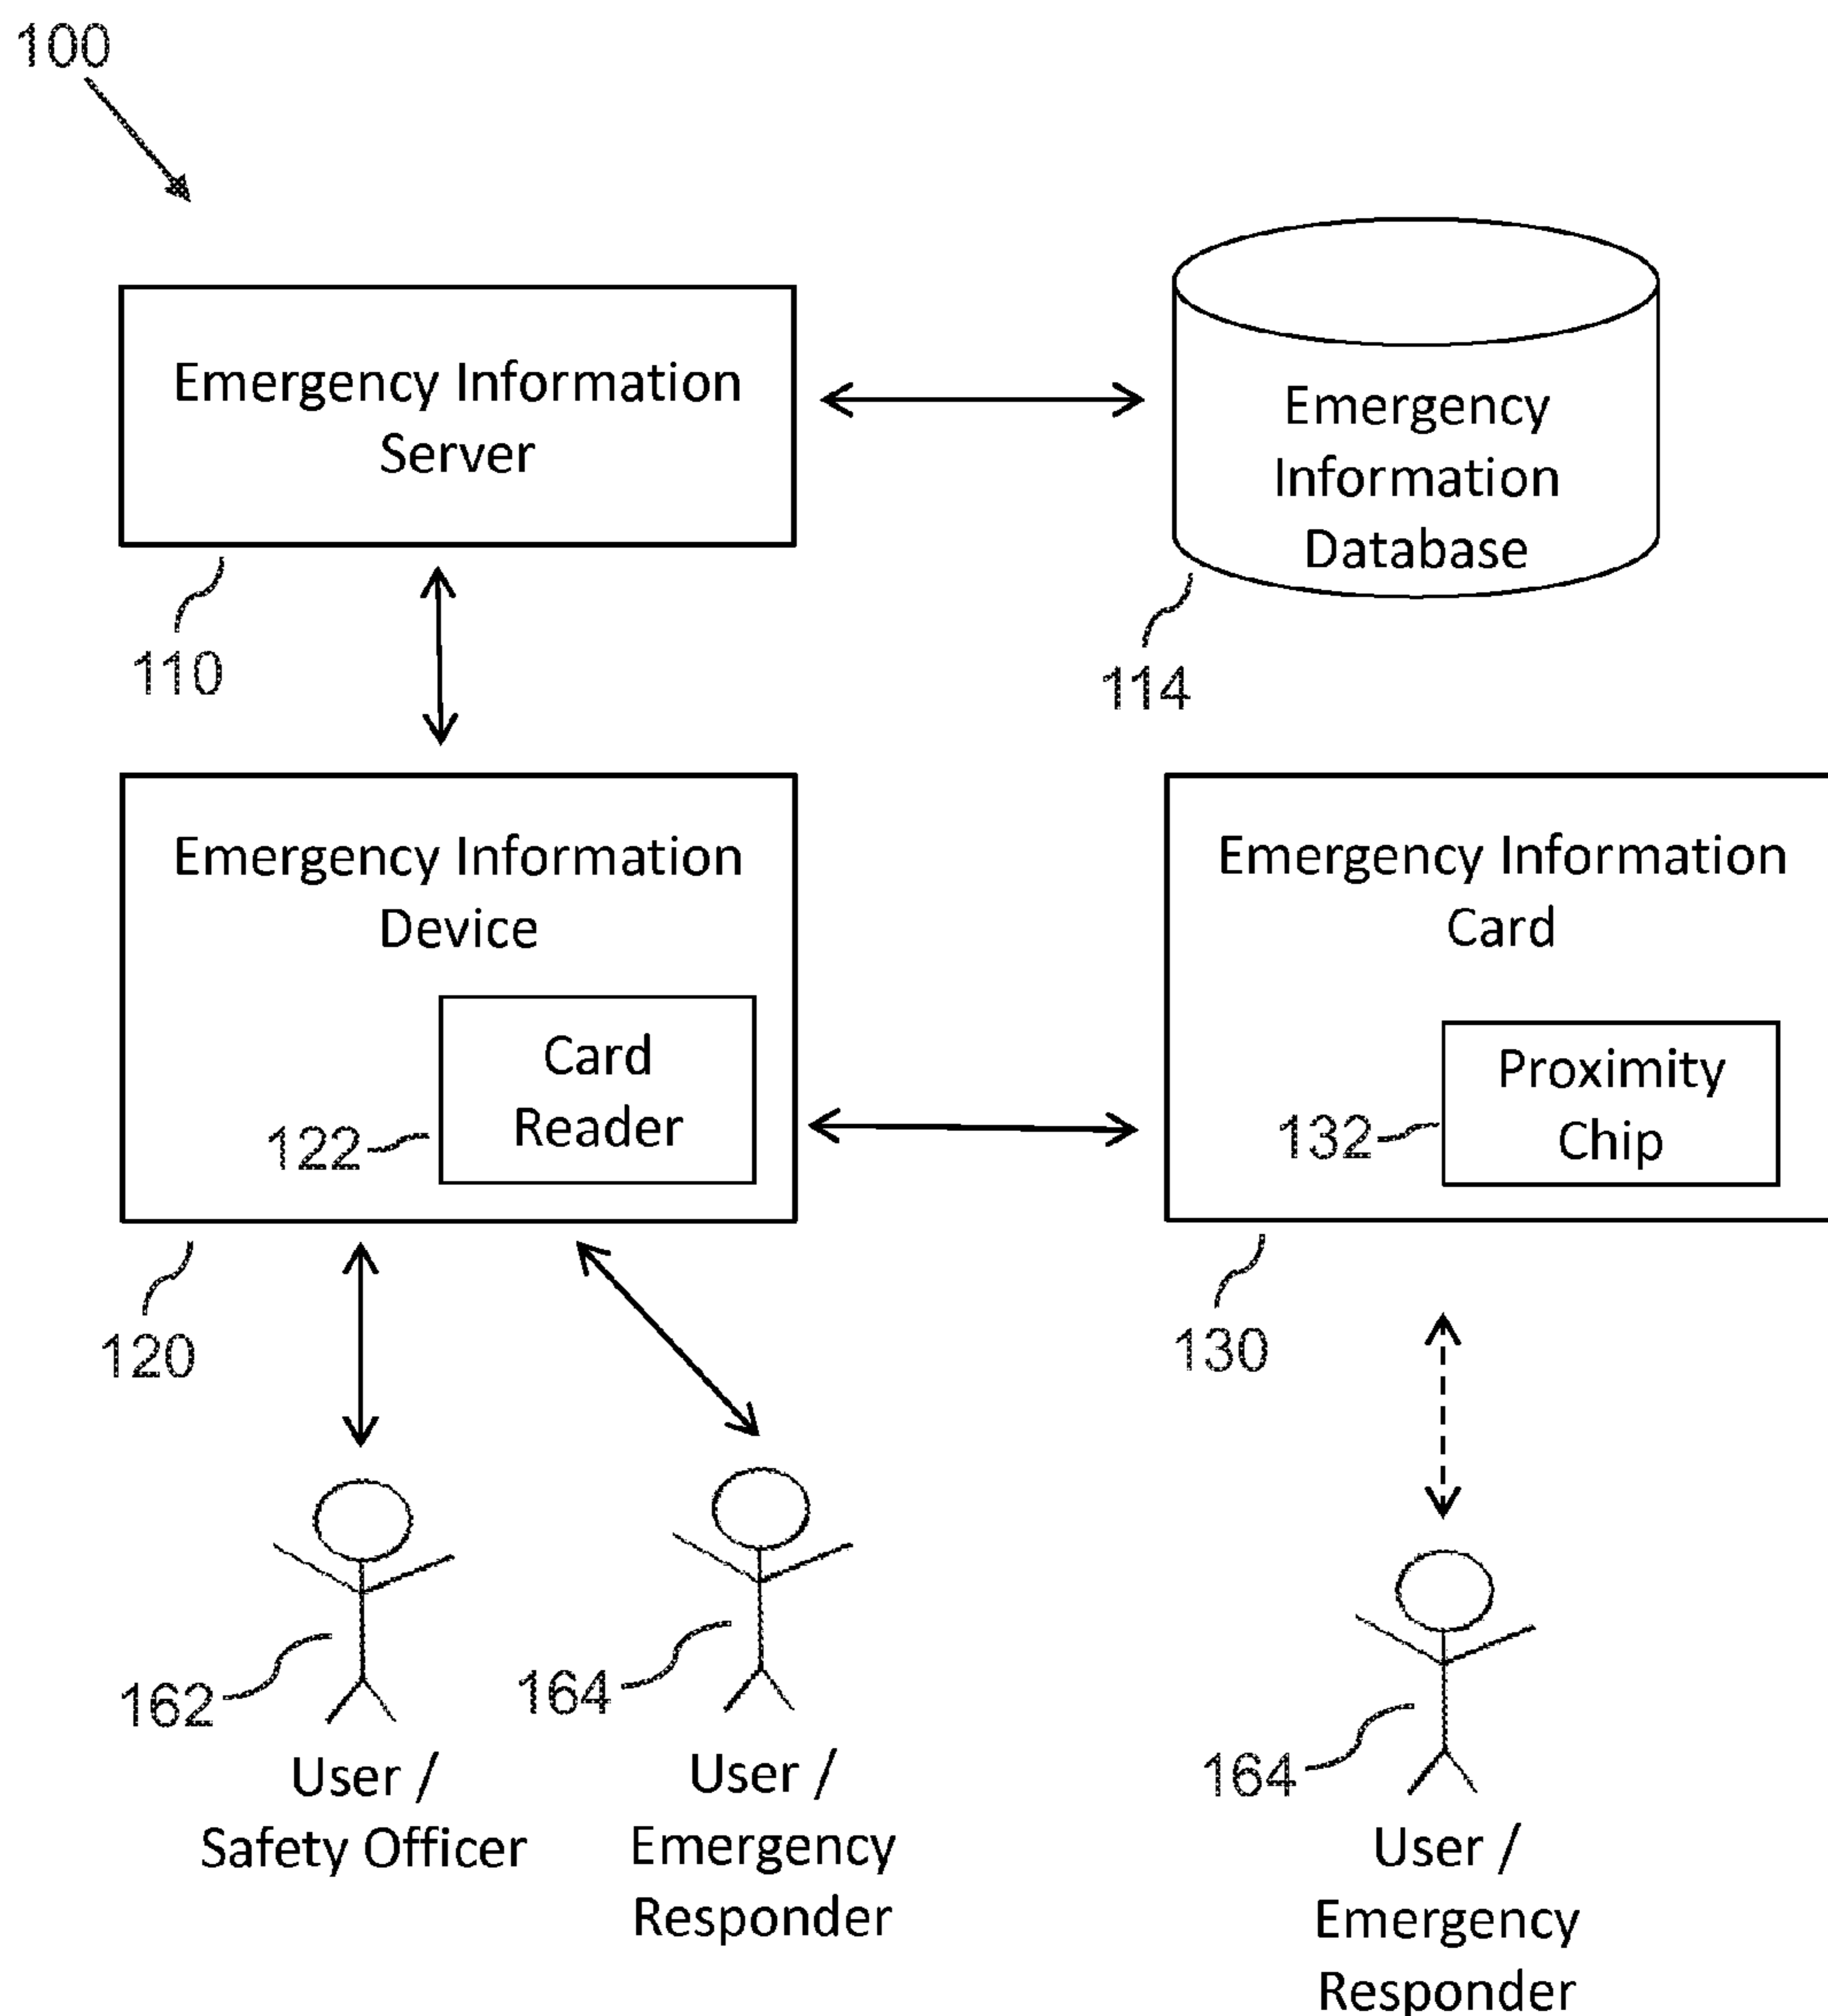 100
Emergency Information
Server
110
Emergency
Information
Database
114
Emergency Information
Device
Card
Reader
122
120
Emergency Information
Card
Proximity
Chip
132
130
162
User /
Safety Officer
164
User /
Emergency
Responder
164
User /
Emergency
Responder